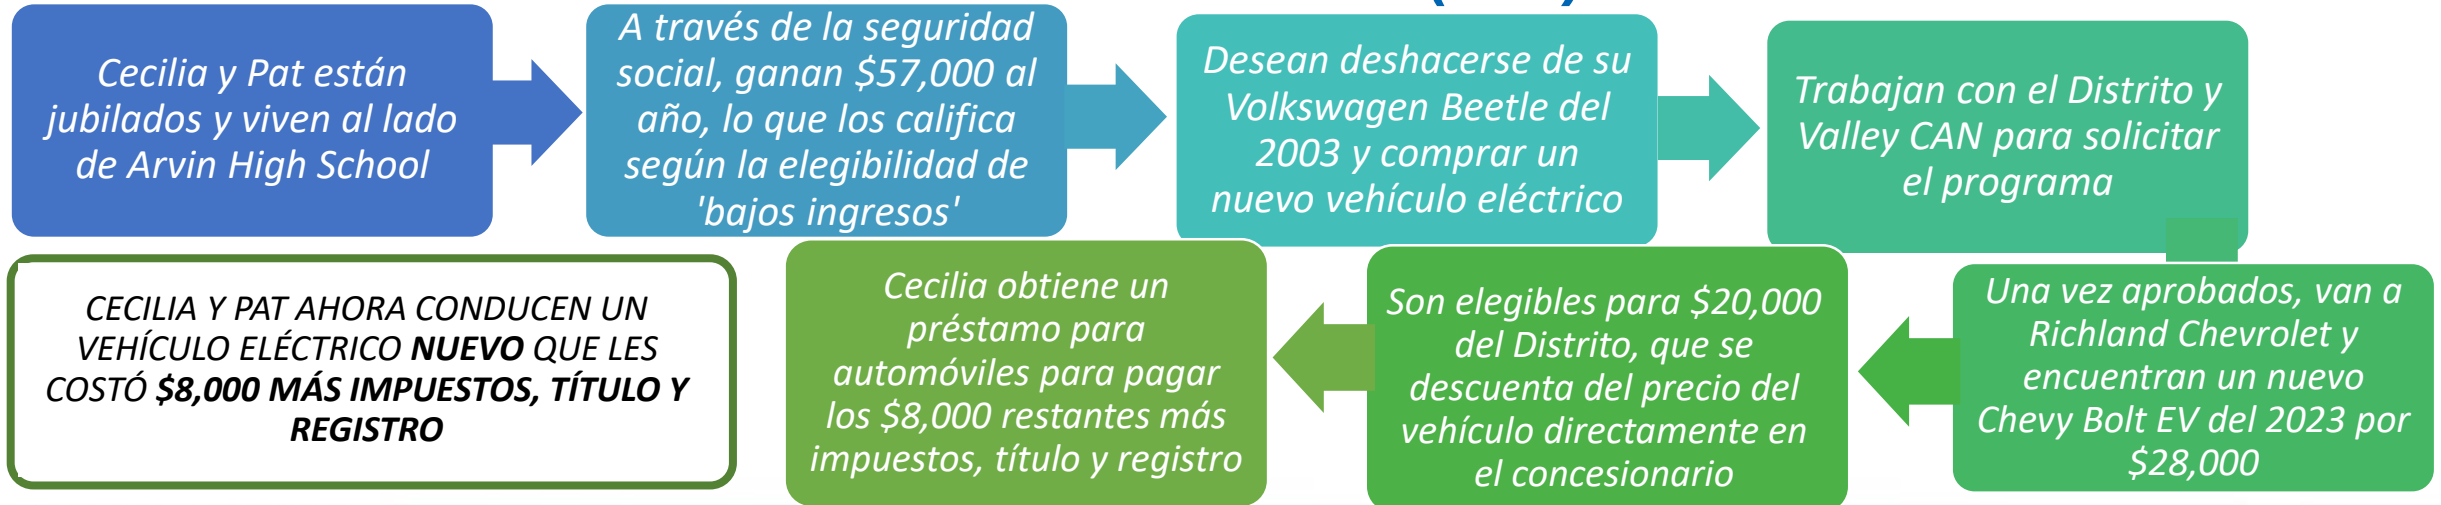 Cecilia y Pat están
jubilados y viven al lado
de Arvin High School
A través de la seguridad
social, ganan $57,000 al
año, lo que los califica
según la elegibilidad de
'bajos ingresos'
Desean deshacerse de su
Volkswagen Beetle del
2003 y comprar un
nuevo vehículo eléctrico
Trabajan con el Distrito y
Valley CAN para solicitar
el programa
Una vez aprobados, van a
Richland Chevrolet y
encuentran un nuevo
Chevy Bolt EV del 2023 por
$28,000
Son elegibles para $20,000
del Distrito, que se
descuenta del precio del
vehículo directamente en
el concesionario
Cecilia obtiene un
préstamo para
automóviles para pagar
los $8,000 restantes más
impuestos, título y registro
CECILIA Y PAT AHORA CONDUCEN UN
VEHÍCULO ELÉCTRICO NUEVO QUE LES
COSTÓ $8,000 MÁS IMPUESTOS, TÍTULO Y
REGISTRO